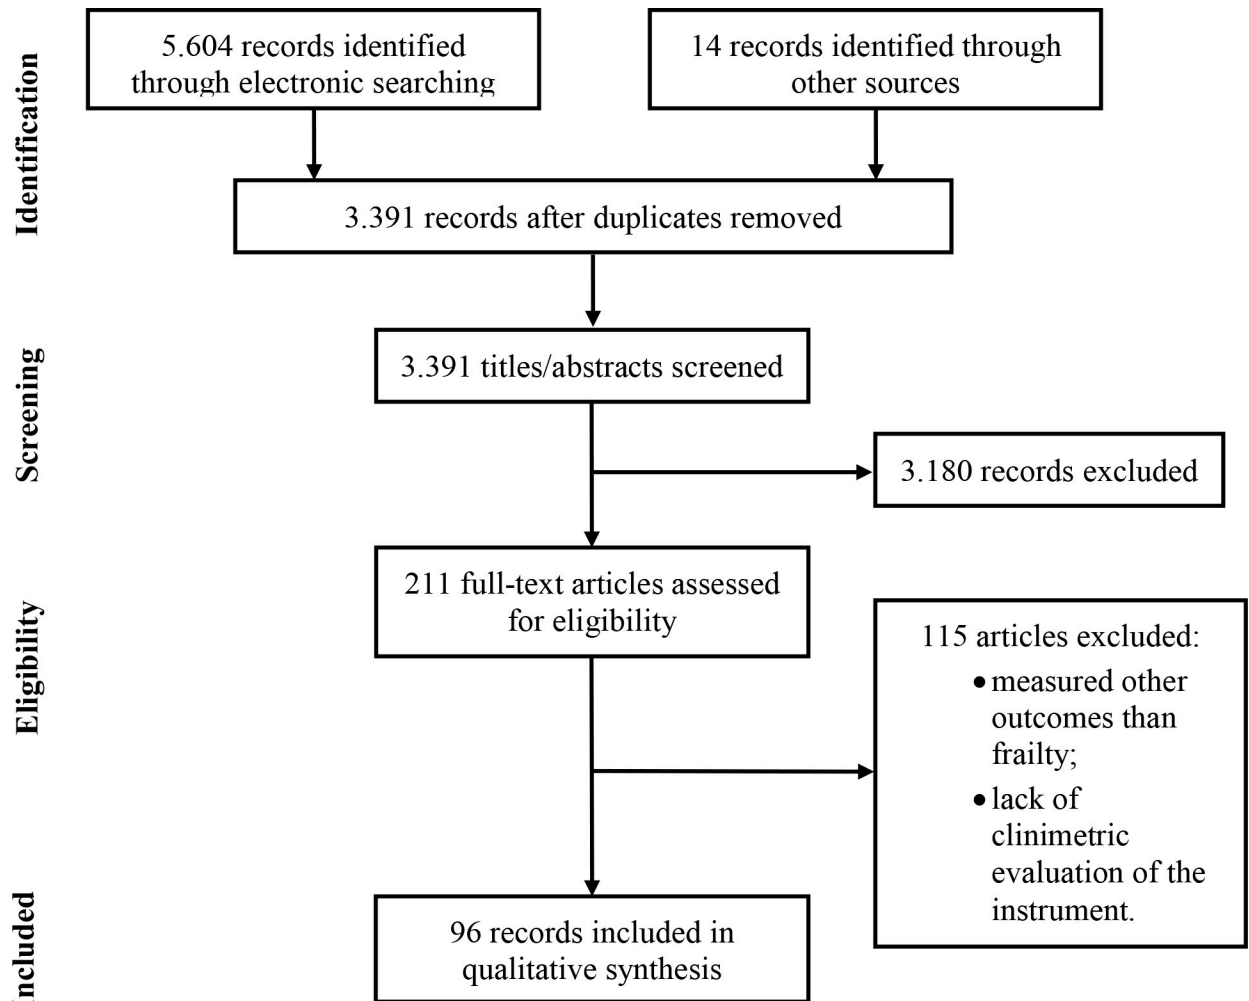 Identification
5.604 records identified
through electronic searching
14 records identified through
other sources
3.391 records after duplicates removed
Screening
3.391 titles/abstracts screened
3.180 records excluded
Eligibility
211 full-text articles assessed
for eligibility
115 articles excluded:
• measured other
outcomes than
frailty;
• lack of
clinimetric
evaluation of the
instrument.
Included
96 records included in
qualitative synthesis